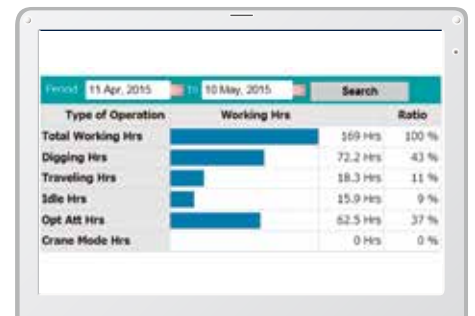 Period 11 Apr, 2015 to 10 May, 2015 Search
Type of Operation Working Hrs Ratio
Total Working Hrs 169 Hrs 100 %
Digging Hrs 72.2 Hrs 43 %
Traveling Hrs 18.3 Hrs 11 %
Idle Hrs 15.9 Hrs 9 %
Opt Att Hrs 62.5 Hrs 37 %
Crane Mode Hrs 0 Hrs 0 %